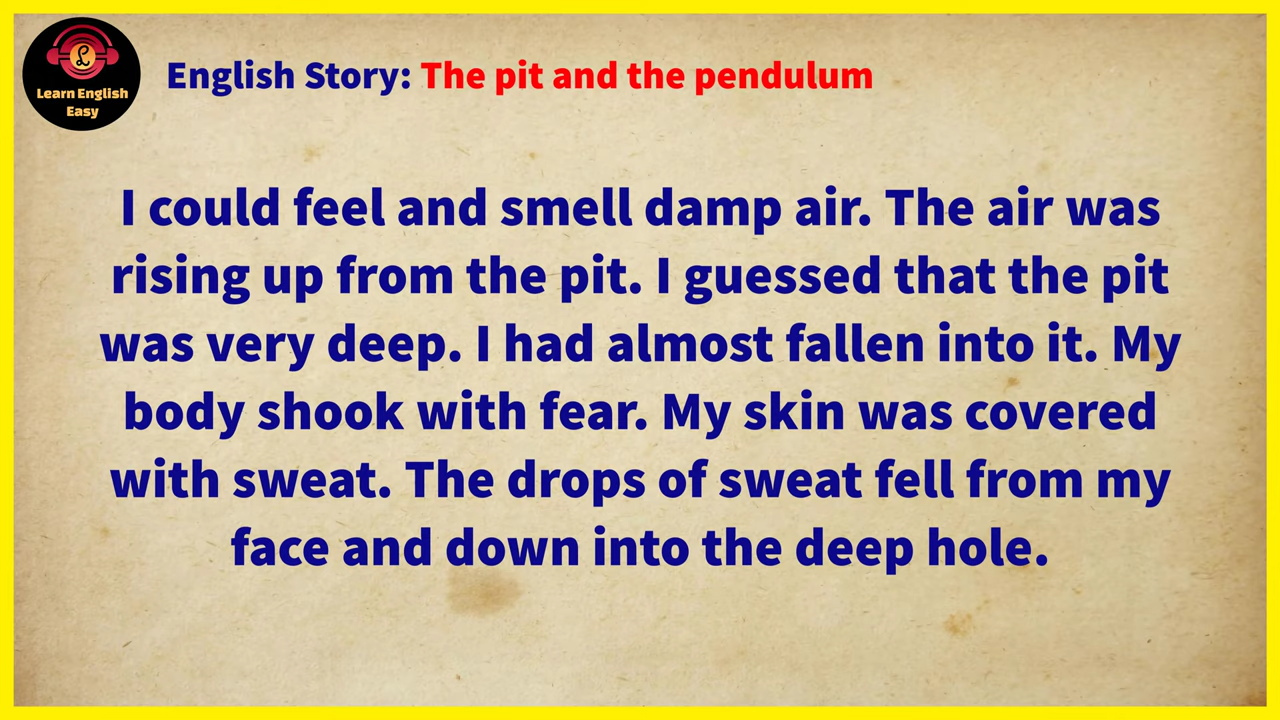 Learn English
Easy
English Story: The pit and the pendulum
I could feel and smell damp air. The air was
rising up from the pit. I guessed that the pit
was very deep. I had almost fallen into it. My
body shook with fear. My skin was covered
with sweat. The drops of sweat fell from my
face and down into the deep hole.